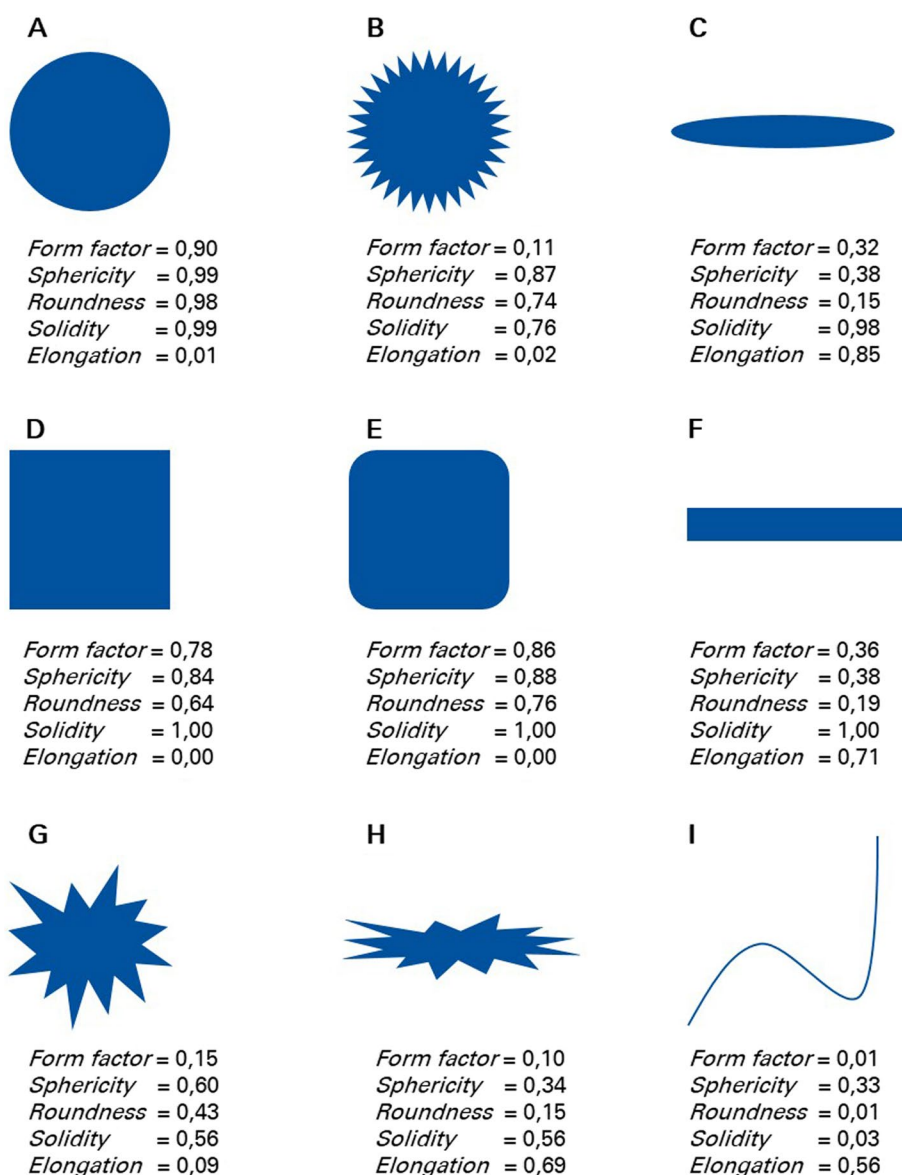 A
B
C
Form factor = 0,90
Sphericity = 0,99
Roundness = 0,98
Solidity = 0,99
Elongation = 0,01
Form factor = 0,11
Sphericity = 0,87
Roundness = 0,74
Solidity = 0,76
Elongation = 0,02
Form factor = 0,32
Sphericity = 0,38
Roundness = 0,15
Solidity = 0,98
Elongation = 0,85
D
E
F
Form factor = 0,78
Sphericity = 0,84
Roundness = 0,64
Solidity = 1,00
Elongation = 0,00
Form factor = 0,86
Sphericity = 0,88
Roundness = 0,76
Solidity = 1,00
Elongation = 0,00
Form factor = 0,36
Sphericity = 0,38
Roundness = 0,19
Solidity = 1,00
Elongation = 0,71
G
H
I
Form factor = 0,15
Sphericity = 0,60
Roundness = 0,43
Solidity = 0,56
Elongation = 0,09
Form factor = 0,10
Sphericity = 0,34
Roundness = 0,15
Solidity = 0,56
Elongation = 0,69
Form factor = 0,01
Sphericity = 0,33
Roundness = 0,01
Solidity = 0,03
Elongation = 0,56